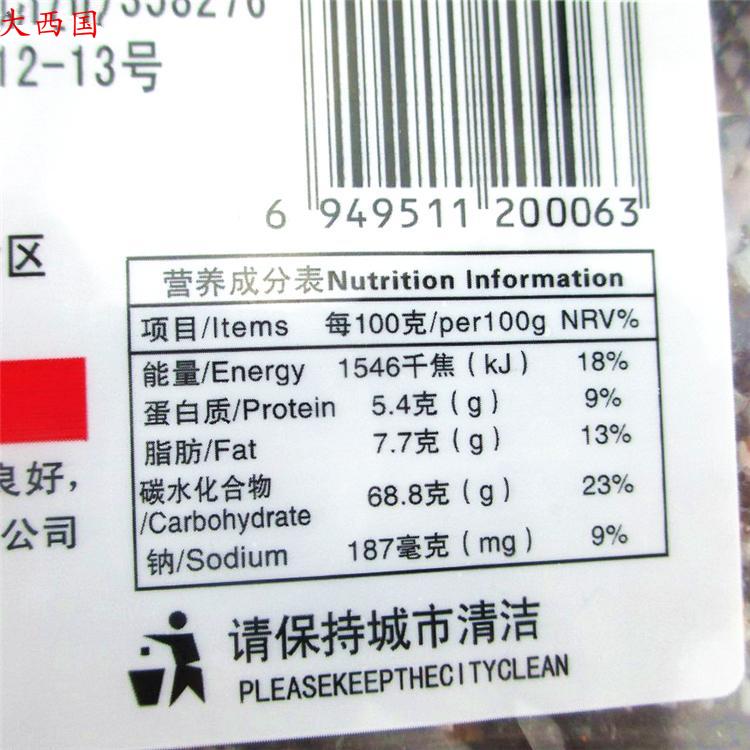 大西国
12-13号
6 949511 200063
区
营养成分表Nutrition Information
项目/Items 每100克/per100g NRV%
能量/Energy 1546千焦(kJ) 18%
蛋白质/Protein 5.4克(g) 9%
脂肪/Fat 7.7克(g) 13%
碳水化合物
/Carbohydrate 68.8克(g) 23%
钠/Sodium 187毫克(mg) 9%
良好,
公司
请保持城市清洁
PLEASEKEEPTHECITYCLEAN